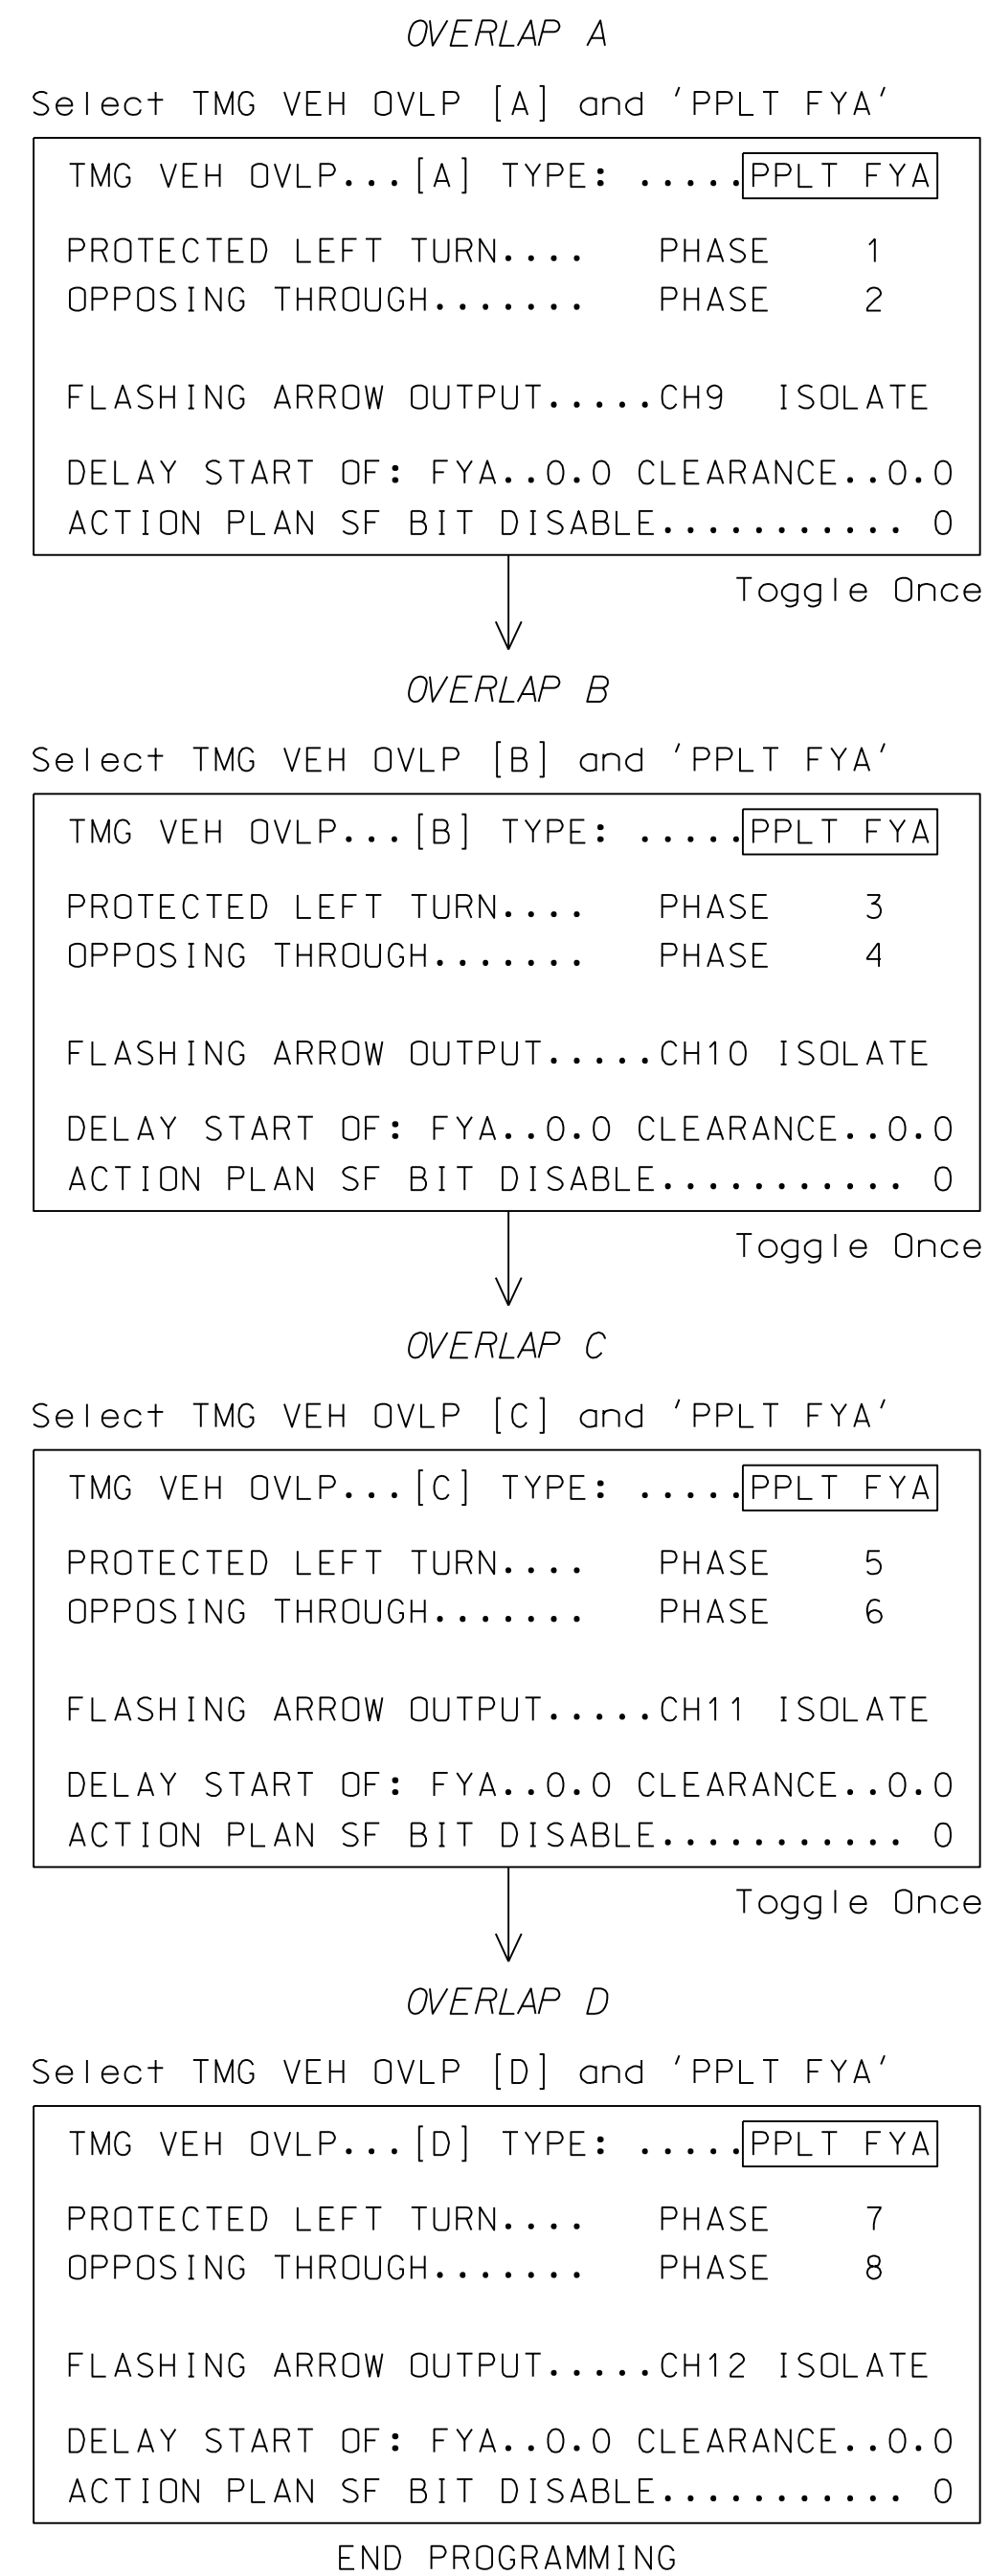 OVERLAP A
Select TMG VEH OVLP [A] and 'PPLT FYA'
TMG VEH OVLP...[A] TYPE: .....PPLT FYA
PROTECTED LEFT TURN.... PHASE 1
OPPOSING THROUGH....... PHASE 2
FLASHING ARROW OUTPUT.....CH9 ISOLATE
DELAY START OF: FYA..0.0 CLEARANCE..0.0
ACTION PLAN SF BIT DISABLE........... 0
Toggle Once
OVERLAP B
Select TMG VEH OVLP [B] and 'PPLT FYA'
TMG VEH OVLP...[B] TYPE: .....PPLT FYA
PROTECTED LEFT TURN.... PHASE 3
OPPOSING THROUGH....... PHASE 4
FLASHING ARROW OUTPUT.....CH10 ISOLATE
DELAY START OF: FYA..0.0 CLEARANCE..0.0
ACTION PLAN SF BIT DISABLE........... 0
Toggle Once
OVERLAP C
Select TMG VEH OVLP [C] and 'PPLT FYA'
TMG VEH OVLP...[C] TYPE: .....PPLT FYA
PROTECTED LEFT TURN.... PHASE 5
OPPOSING THROUGH....... PHASE 6
FLASHING ARROW OUTPUT.....CH11 ISOLATE
DELAY START OF: FYA..0.0 CLEARANCE..0.0
ACTION PLAN SF BIT DISABLE........... 0
Toggle Once
OVERLAP D
Select TMG VEH OVLP [D] and 'PPLT FYA'
TMG VEH OVLP...[D] TYPE: .....PPLT FYA
PROTECTED LEFT TURN.... PHASE 7
OPPOSING THROUGH....... PHASE 8
FLASHING ARROW OUTPUT.....CH12 ISOLATE
DELAY START OF: FYA..0.0 CLEARANCE..0.0
ACTION PLAN SF BIT DISABLE........... 0
END PROGRAMMING